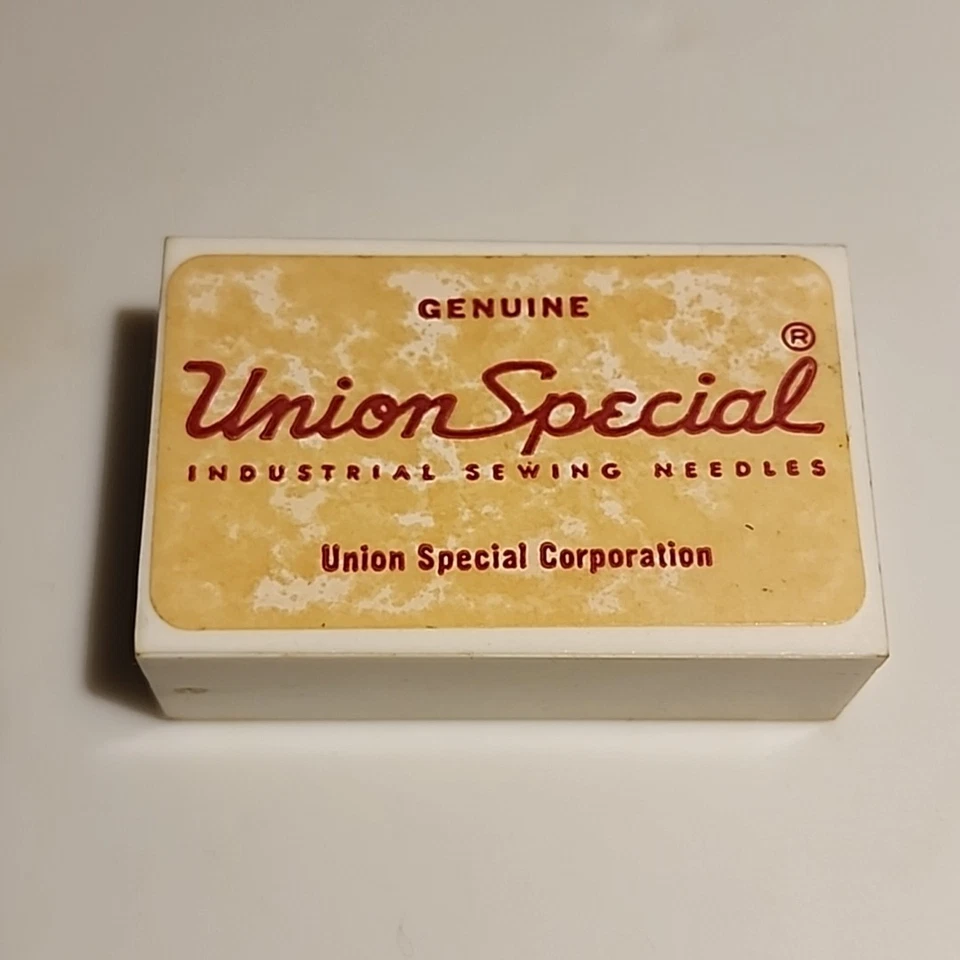 GENUINE
Union Special®
INDUSTRIAL SEWING NEEDLES
Union Special Corporation